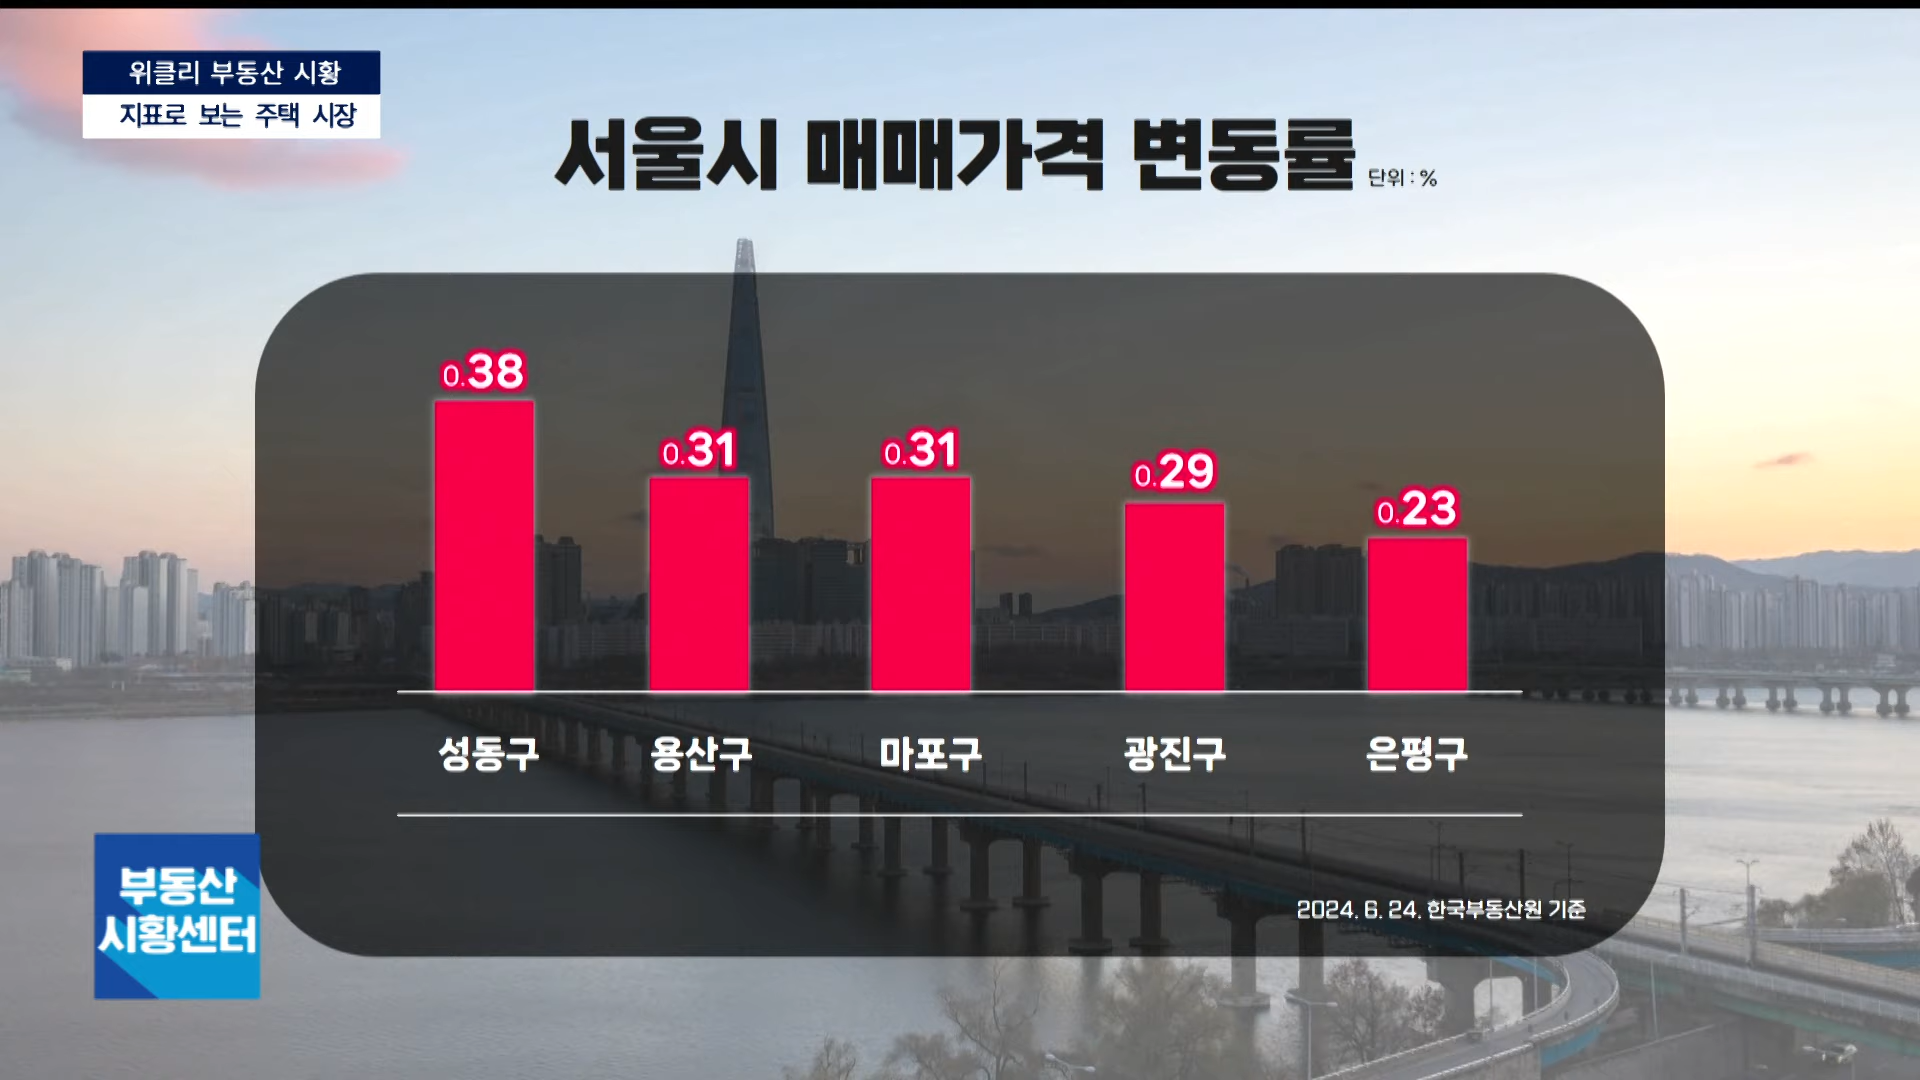 위클리 부동산 시황
지표로 보는 주택 시장
서울시 매매가격 변동률 단위 : %
0.38
0.31
0.31
0.29
0.23
성동구
용산구
마포구
광진구
은평구
2024. 6. 24. 한국부동산원 기준
부동산
시황센터